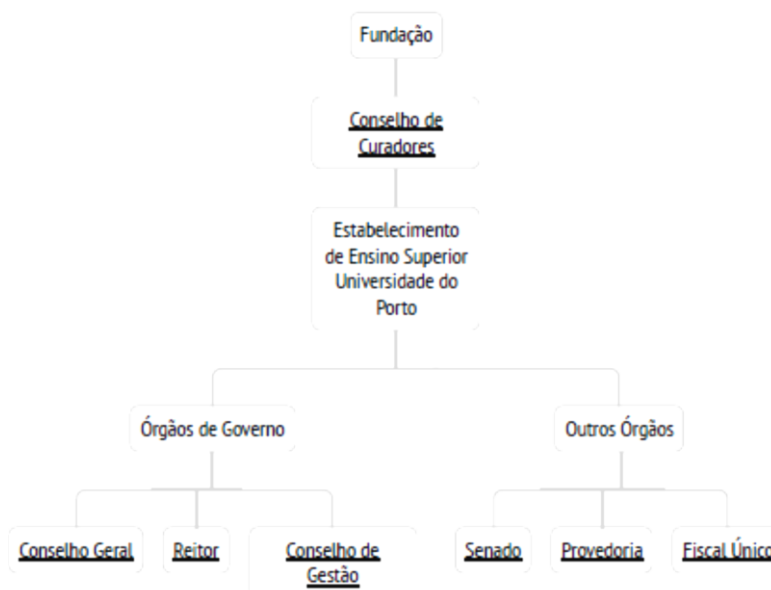 Fundação
Conselho de
Curadores
Estabelecimento
de Ensino Superior
Universidade do
Porto
Órgãos de Governo
Outros Órgãos
Conselho Geral
Reitor
Conselho de
Gestão
Senado
Provedoria
Fiscal Único